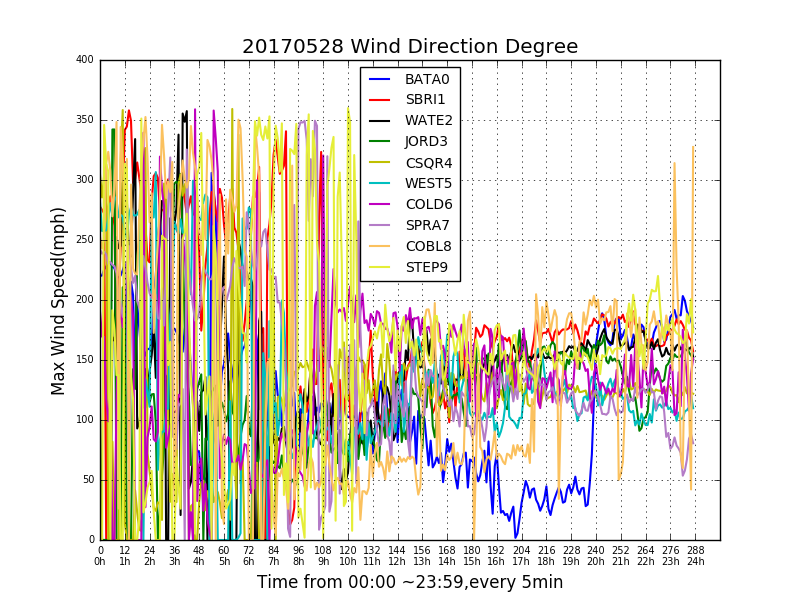 20170528 Wind Direction Degree
400
350
300
250
200
150
100
50
0
Max Wind Speed(mph)
BATA0
SBRI1
WATE2
JORD3
CSQR4
WEST5
COLD6
SPRA7
COBL8
STEP9
0 12 24 36 48 60 72 84 96 108 120 132 144 156 168 180 192 204 216 228 240 252 264 276 288
0h 1h 2h 3h 4h 5h 6h 7h 8h 9h 10h 11h 12h 13h 14h 15h 16h 17h 18h 19h 20h 21h 22h 23h 24h
Time from 00:00 ~23:59,every 5min